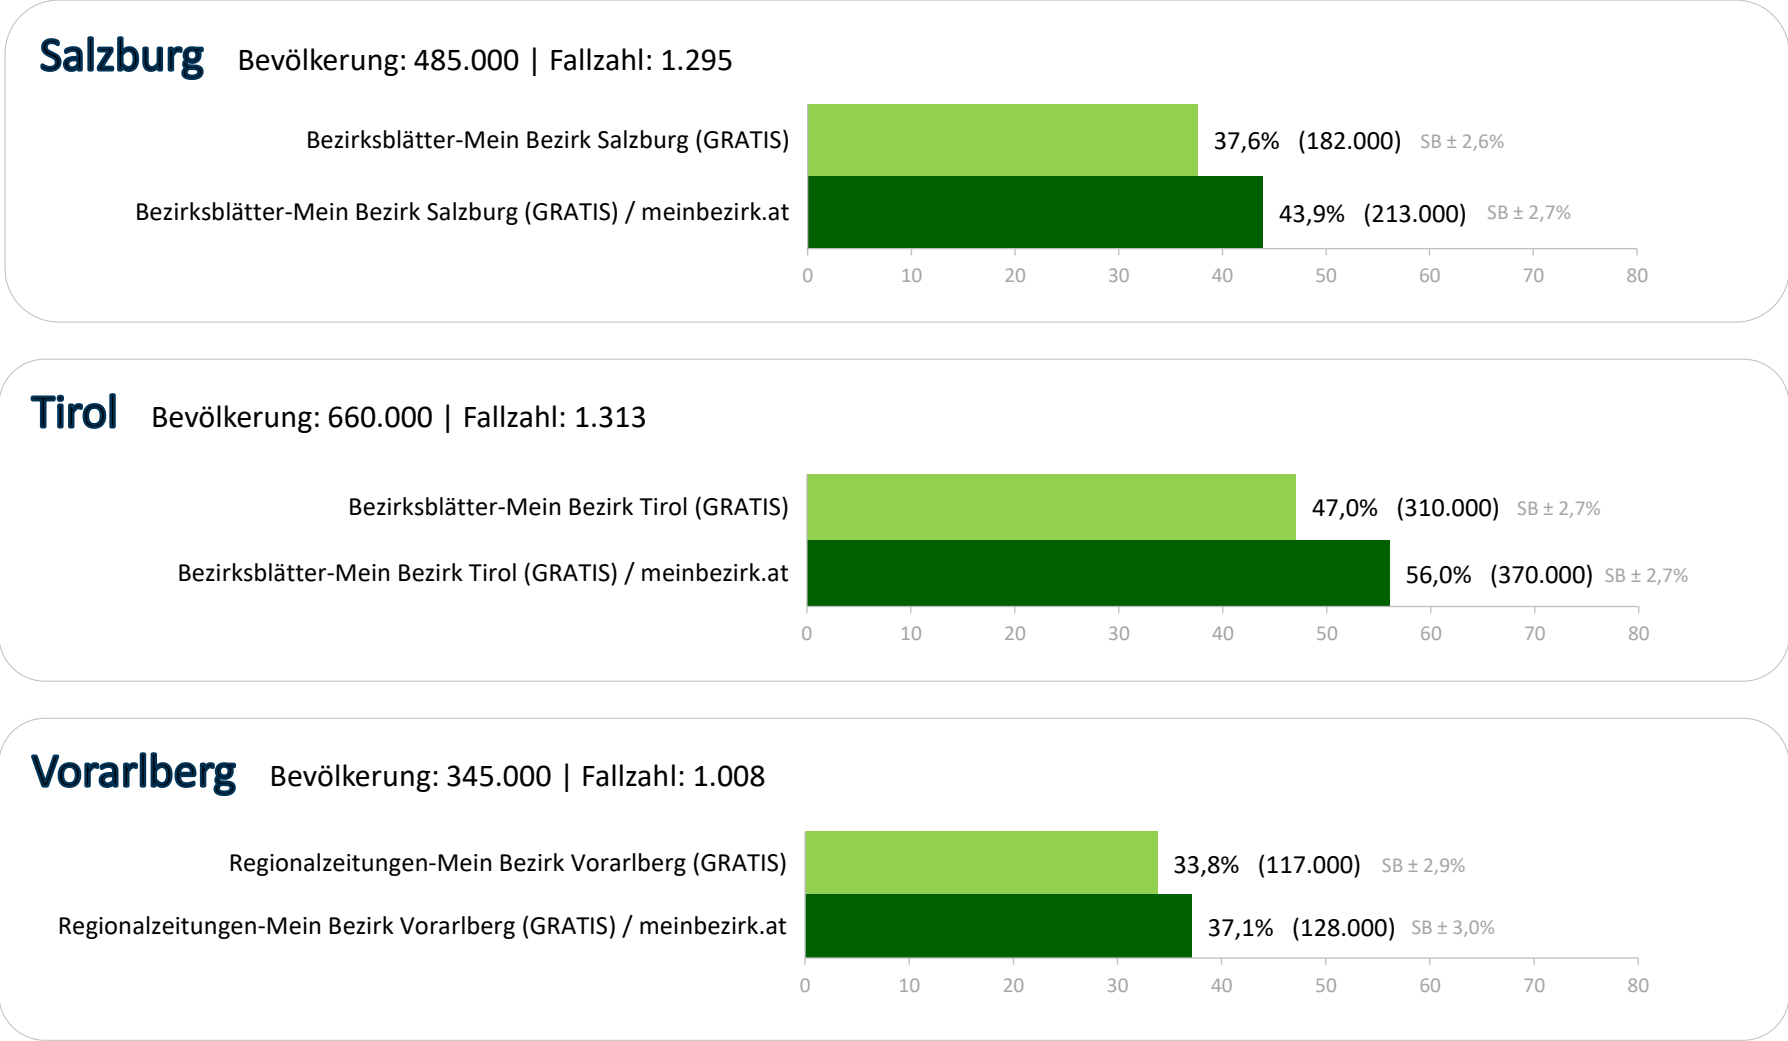 Salzburg Bevölkerung: 485.000 | Fallzahl: 1.295
Bezirksblätter-Mein Bezirk Salzburg (GRATIS) 37,6% (182.000) SB ± 2,6%
Bezirksblätter-Mein Bezirk Salzburg (GRATIS) / meinbezirk.at 43,9% (213.000) SB ± 2,7%
0 10 20 30 40 50 60 70 80
Tirol Bevölkerung: 660.000 | Fallzahl: 1.313
Bezirksblätter-Mein Bezirk Tirol (GRATIS) 47,0% (310.000) SB ± 2,7%
Bezirksblätter-Mein Bezirk Tirol (GRATIS) / meinbezirk.at 56,0% (370.000) SB ± 2,7%
0 10 20 30 40 50 60 70 80
Vorarlberg Bevölkerung: 345.000 | Fallzahl: 1.008
Regionalzeitungen-Mein Bezirk Vorarlberg (GRATIS) 33,8% (117.000) SB ± 2,9%
Regionalzeitungen-Mein Bezirk Vorarlberg (GRATIS) / meinbezirk.at 37,1% (128.000) SB ± 3,0%
0 10 20 30 40 50 60 70 80